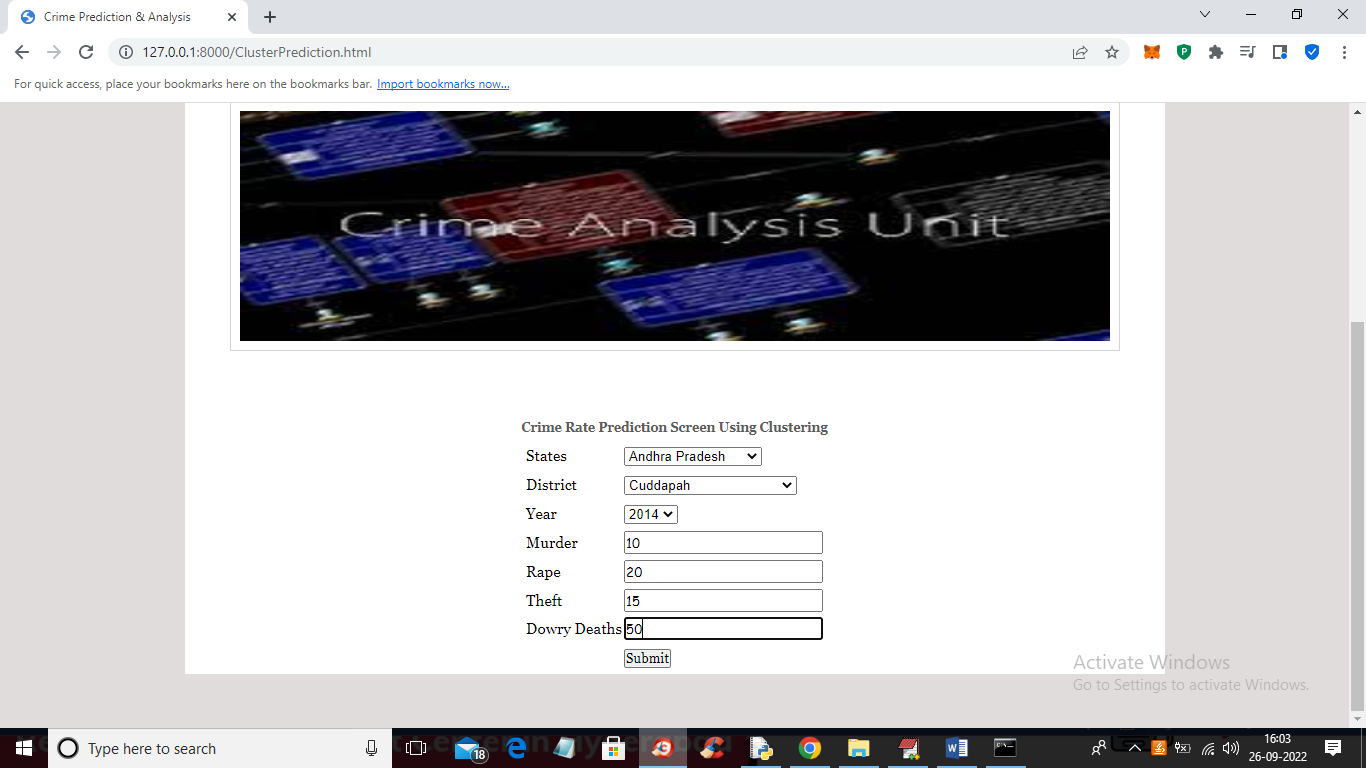 Crime Prediction & Analysis
127.0.0.1:8000/ClusterPrediction.html
For quick access, place your bookmarks here on the bookmarks bar. Import bookmarks now...
Crime Analysis Unit
Crime Rate Prediction Screen Using Clustering
States Andhra Pradesh
District Cuddapah
Year 2014
Murder 10
Rape 20
Theft 15
Dowry Deaths 50
Submit
Activate Windows
Go to Settings to activate Windows.
Type here to search
18
16:03
26-09-2022